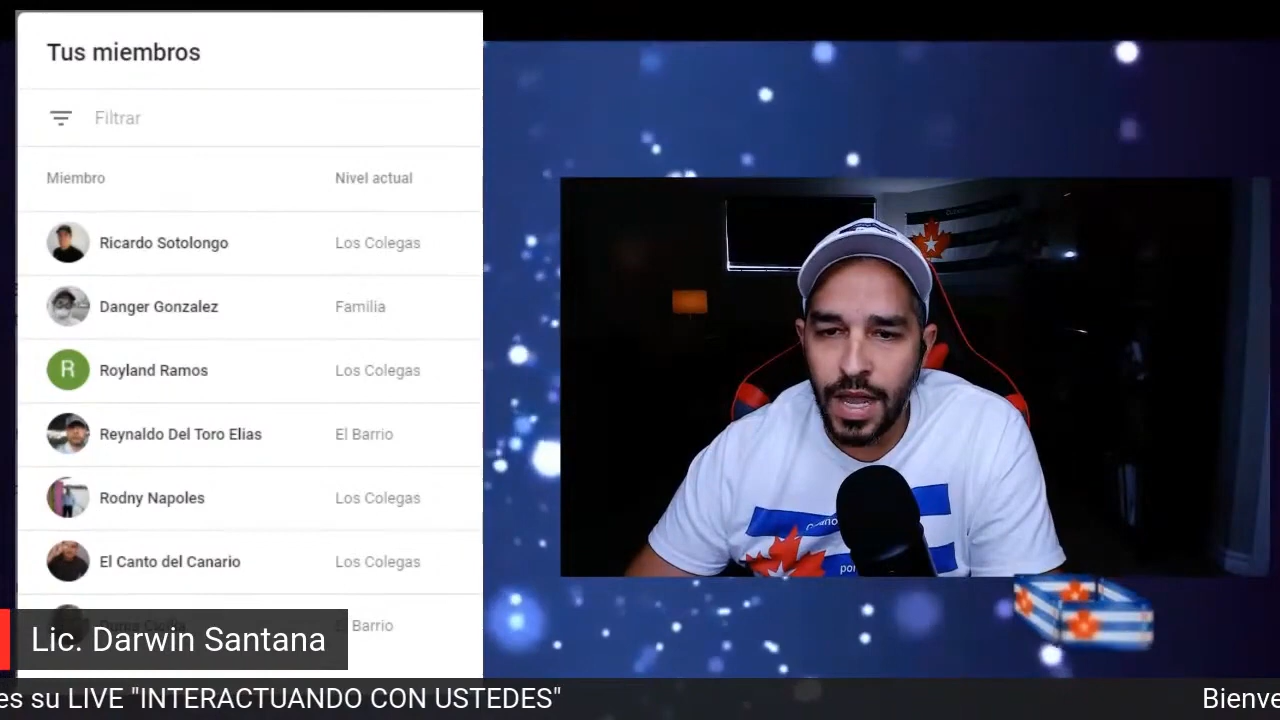 Tus miembros
Filtrar
Miembro Nivel actual
Ricardo Sotolongo Los Colegas
Danger Gonzalez Familia
R Royland Ramos Los Colegas
Reynaldo Del Toro Elias El Barrio
Rodny Napoles Los Colegas
El Canto del Canario Los Colegas
El Barrio
Lic. Darwin Santana
es su LIVE "INTERACTUANDO CON USTEDES" Bienve
por